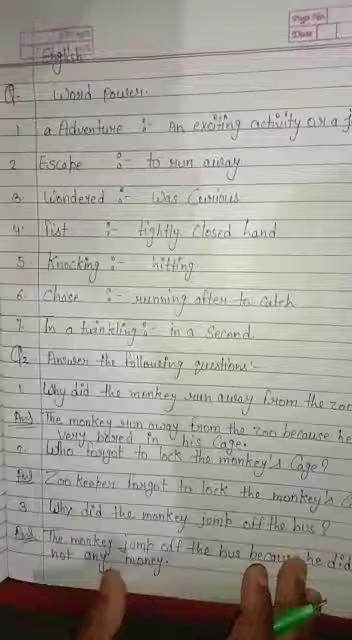 Page No.
Date
English
Q- Word power.
1 a Adventure :- An exciting activity or a
2 Escape :- to run away
3. Wondered :- was Curious
4. Fist :- tightly closed hand
5. Knocking :- hitting
6. Chase :- running after to catch
7. In a twinkling :- in a second
Q2 Answer the following questions:-
1. Why did the monkey run away from the zoo
Ans) The monkey run away from the zoo because he
very bored in his cage.
2. Who forgot to lock the monkey's Cage?
Ans) Zoo keeper forgot to lock the monkey's
3. Why did the monkey jomb off the bus?
Ans) The monkey jomb off the bus because he did
not any money.